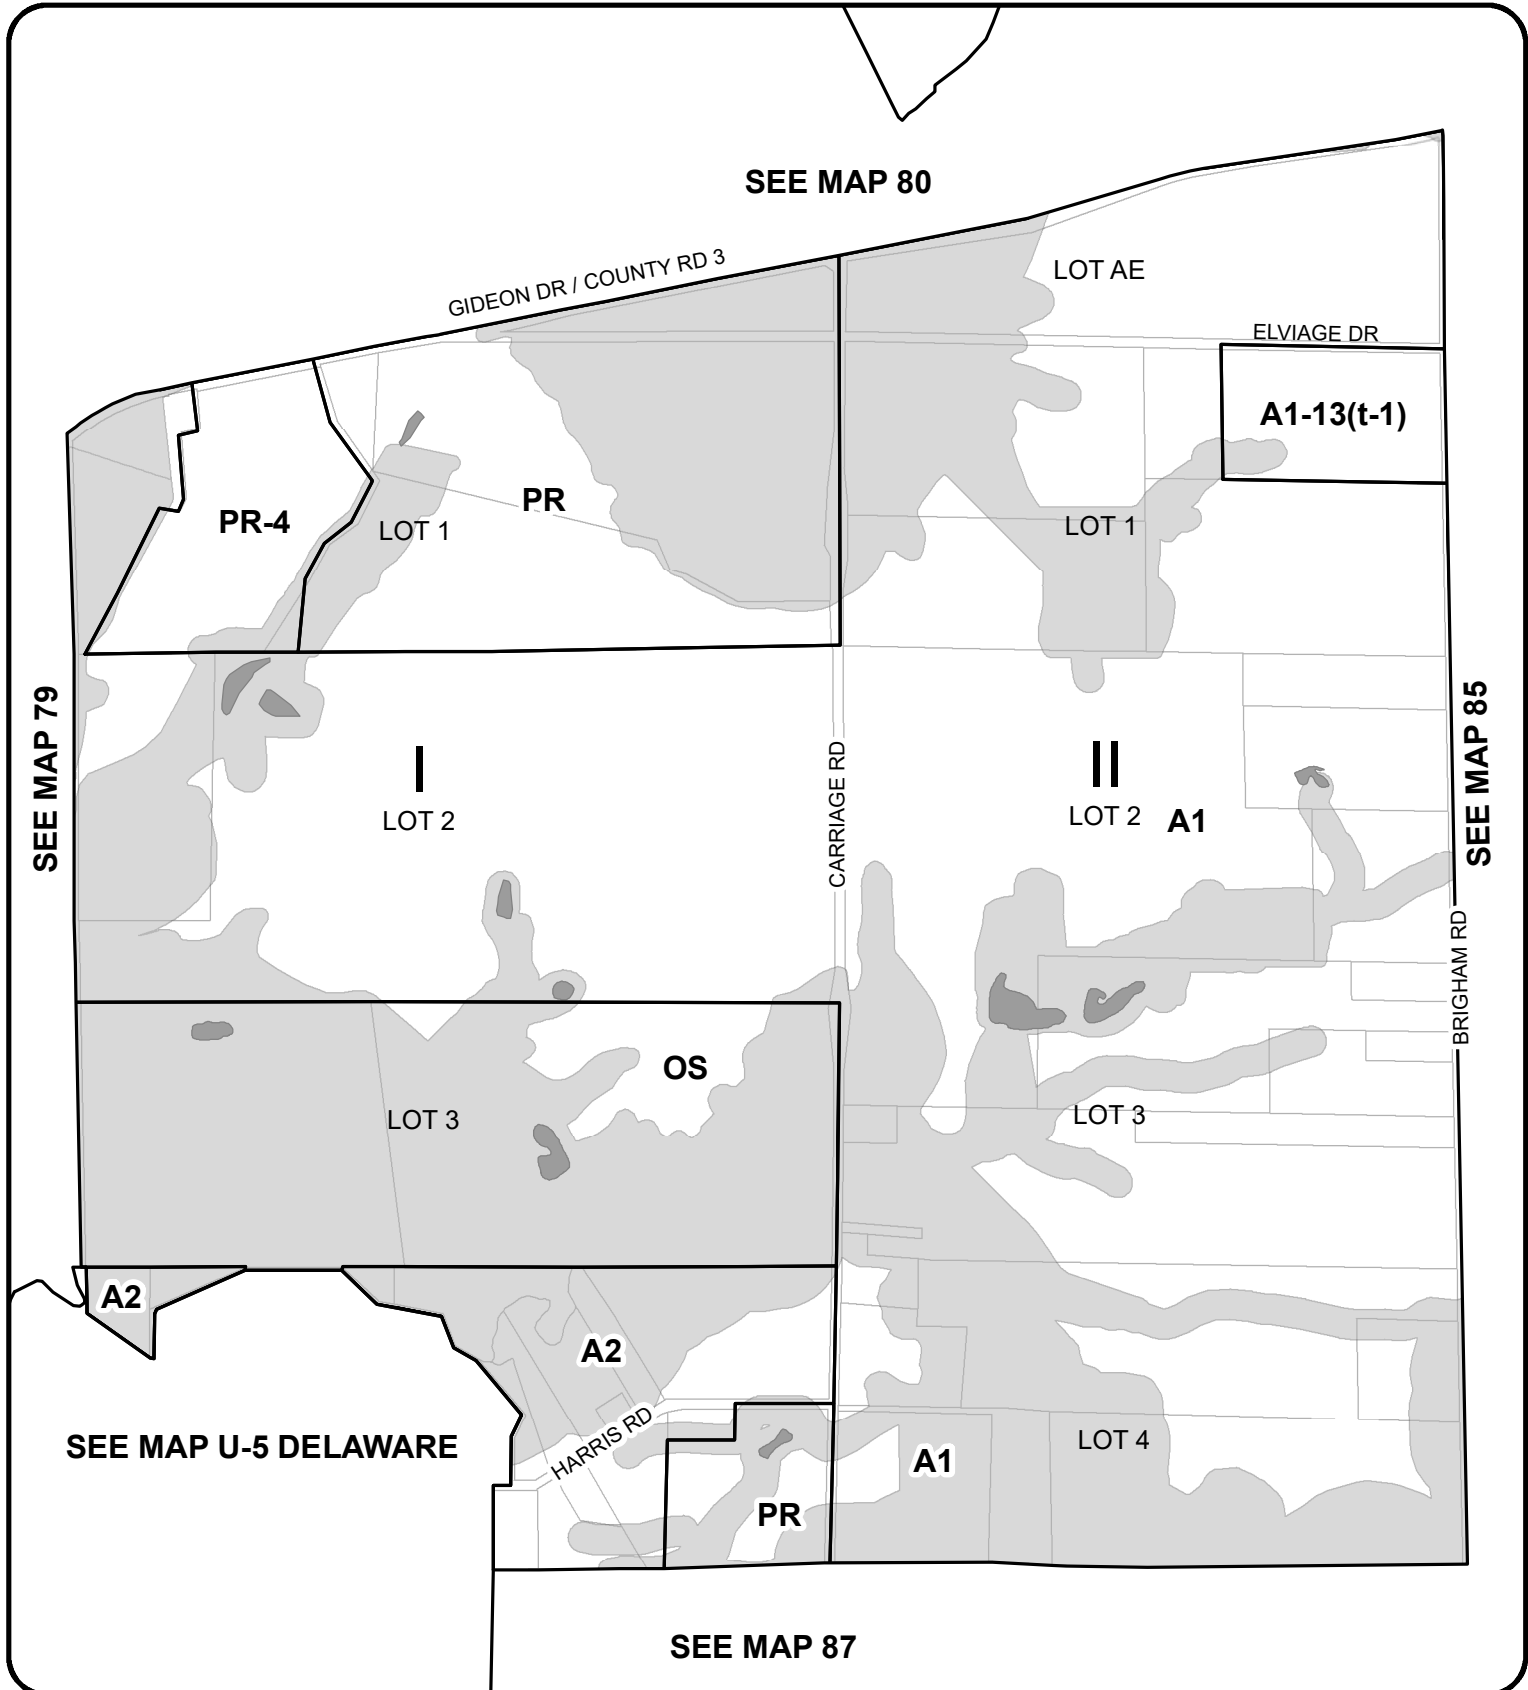 SEE MAP 80
GIDEON DR / COUNTY RD 3
LOT AE
ELVIAGE DR
A1-13(t-1)
PR-4
LOT 1
PR
LOT 1
SEE MAP 79
I
LOT 2
CARRIAGE RD
II
LOT 2
A1
SEE MAP 85
BRIGHAM RD
OS
LOT 3
LOT 3
A2
A2
HARRIS RD
SEE MAP U-5 DELAWARE
PR
A1
LOT 4
SEE MAP 87